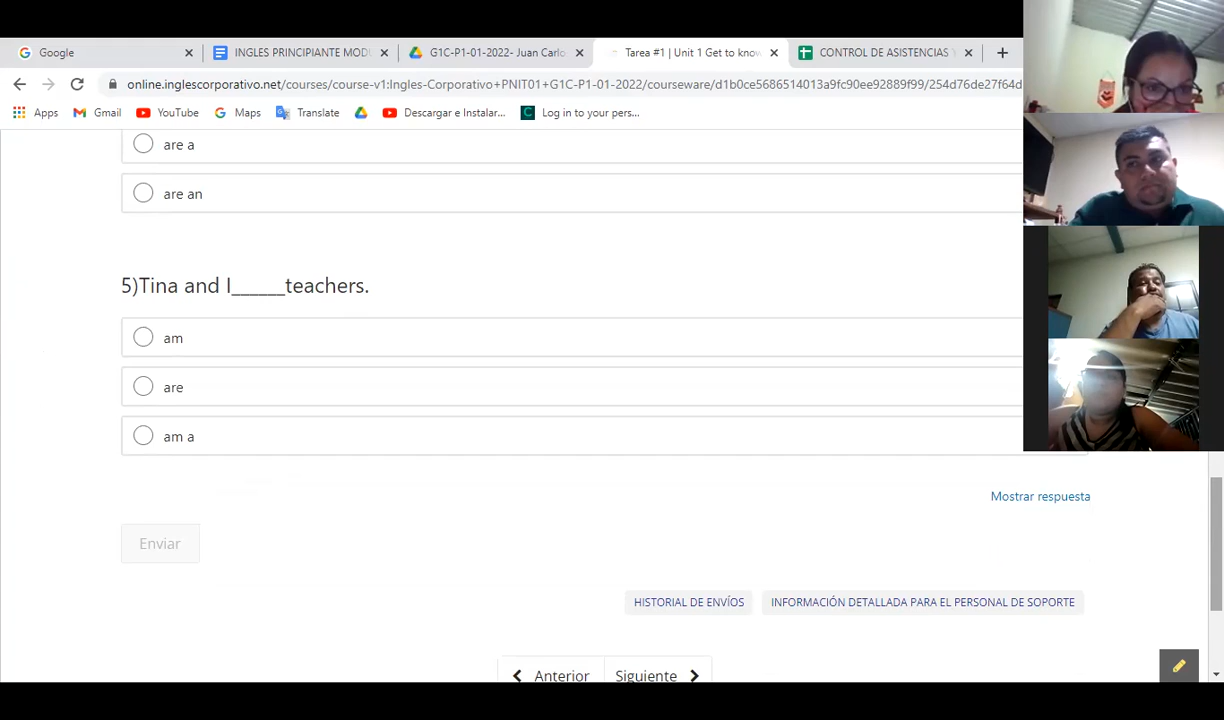 Google
INGLES PRINCIPIANTE MODU
G1C-P1-01-2022- Juan Carlo
Tarea #1 | Unit 1 Get to know
CONTROL DE ASISTENCIAS Y
online.inglescorporativo.net/courses/course-v1:Ingles-Corporativo+PNIT01+G1C-P1-01-2022/courseware/d1b0ce5686514013a9fc90ee92889f99/254d76de27f64d
Apps
Gmail
YouTube
Maps
Translate
Descargar e Instalar...
Log in to your pers...
are a
are an
5)Tina and I______teachers.
am
are
am a
Mostrar respuesta
Enviar
HISTORIAL DE ENVÍOS
INFORMACIÓN DETALLADA PARA EL PERSONAL DE SOPORTE
Anterior
Siguiente